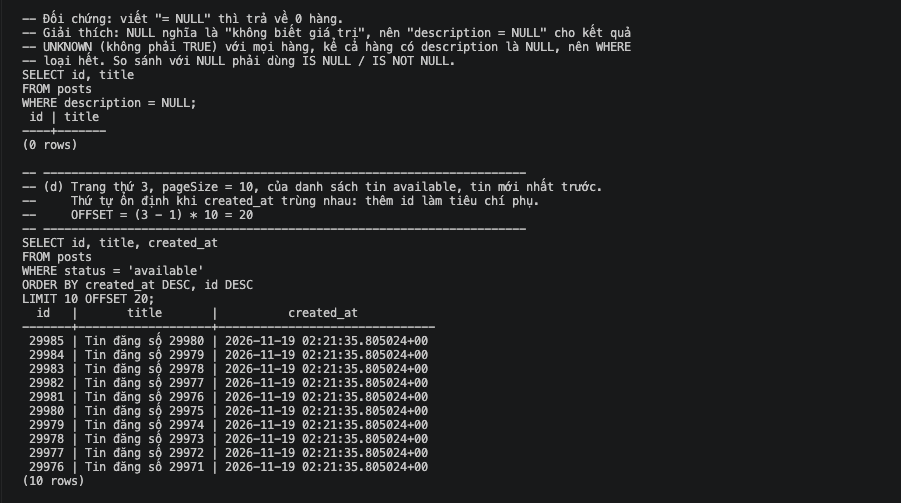 -- Đối chứng: viết "= NULL" thì trả về 0 hàng.
-- Giải thích: NULL nghĩa là "không biết giá trị", nên "description = NULL" cho kết quả
-- UNKNOWN (không phải TRUE) với mọi hàng, kể cả hàng có description là NULL, nên WHERE
-- loại hết. So sánh với NULL phải dùng IS NULL / IS NOT NULL.
SELECT id, title
FROM posts
WHERE description = NULL;
 id | title
----+-------
(0 rows)
-- ---------------------------------------------------------------------
-- (d) Trang thứ 3, pageSize = 10, của danh sách tin available, tin mới nhất trước.
--     Thứ tự ổn định khi created_at trùng nhau: thêm id làm tiêu chí phụ.
--     OFFSET = (3 - 1) * 10 = 20
-- ---------------------------------------------------------------------
SELECT id, title, created_at
FROM posts
WHERE status = 'available'
ORDER BY created_at DESC, id DESC
LIMIT 10 OFFSET 20;
  id   |       title       |          created_at
-------+-------------------+-------------------------------
 29985 | Tin đăng số 29980 | 2026-11-19 02:21:35.805024+00
 29984 | Tin đăng số 29979 | 2026-11-19 02:21:35.805024+00
 29983 | Tin đăng số 29978 | 2026-11-19 02:21:35.805024+00
 29982 | Tin đăng số 29977 | 2026-11-19 02:21:35.805024+00
 29981 | Tin đăng số 29976 | 2026-11-19 02:21:35.805024+00
 29980 | Tin đăng số 29975 | 2026-11-19 02:21:35.805024+00
 29979 | Tin đăng số 29974 | 2026-11-19 02:21:35.805024+00
 29978 | Tin đăng số 29973 | 2026-11-19 02:21:35.805024+00
 29977 | Tin đăng số 29972 | 2026-11-19 02:21:35.805024+00
 29976 | Tin đăng số 29971 | 2026-11-19 02:21:35.805024+00
(10 rows)